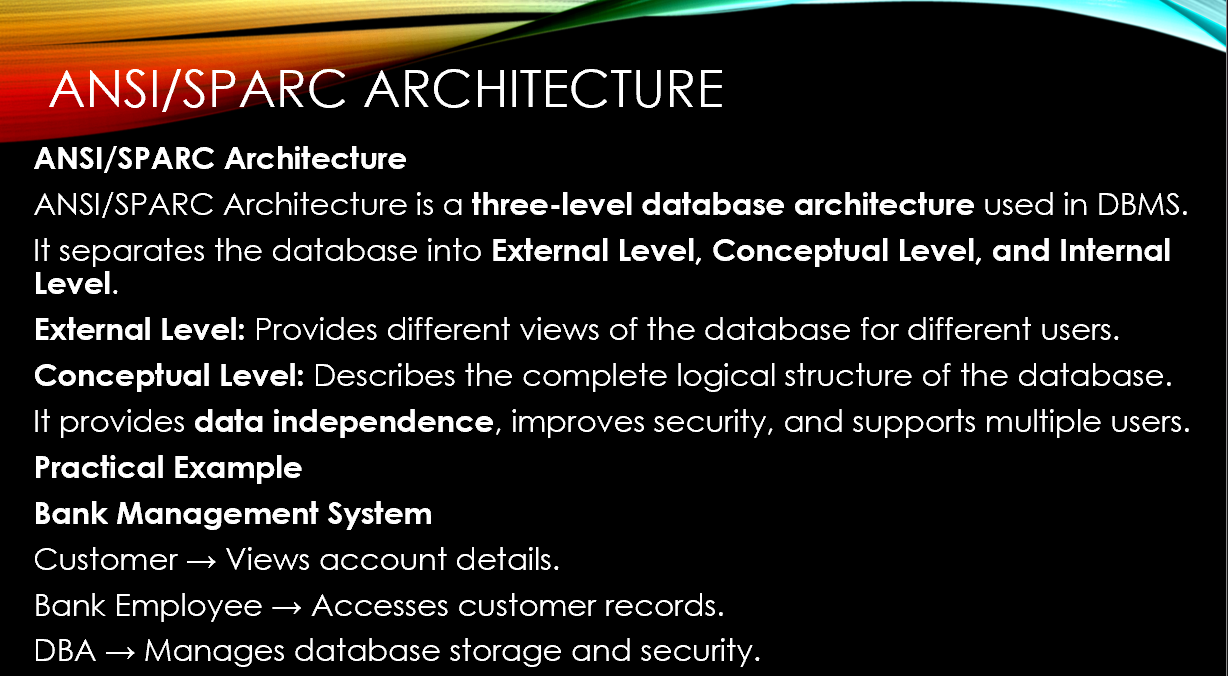 ANSI/SPARC ARCHITECTURE
ANSI/SPARC Architecture
ANSI/SPARC Architecture is a three-level database architecture used in DBMS.
It separates the database into External Level, Conceptual Level, and Internal
Level.
External Level: Provides different views of the database for different users.
Conceptual Level: Describes the complete logical structure of the database.
It provides data independence, improves security, and supports multiple users.
Practical Example
Bank Management System
Customer → Views account details.
Bank Employee → Accesses customer records.
DBA → Manages database storage and security.